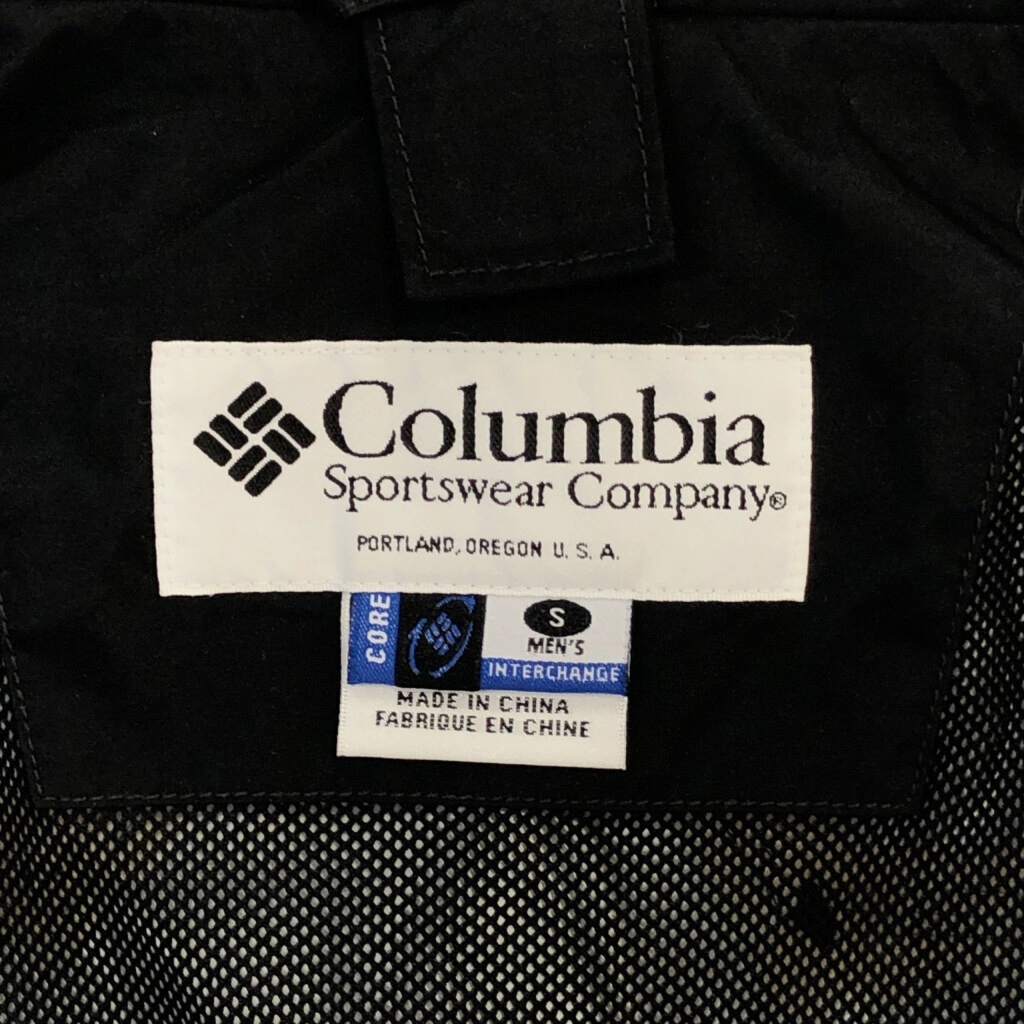 Columbia
Sportswear Company®
PORTLAND, OREGON U. S. A.
CORE
S
MEN'S
INTERCHANGE
MADE IN CHINA
FABRIQUE EN CHINE